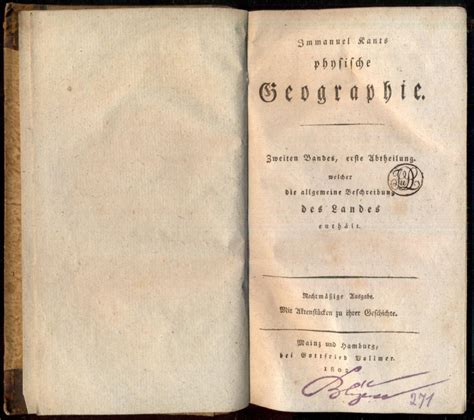 Immanuel Kants
physische
Geographie.
Zweiten Bandes, erste Abtheilung.
welcher
die allgemeine Beschreibung
des Landes
enthält.
Rechtmäßige Ausgabe.
Mit Aktenstücken zu ihrer Geschichte.
Mainz und Hamburg,
bei Gottfried Vollmer.
271